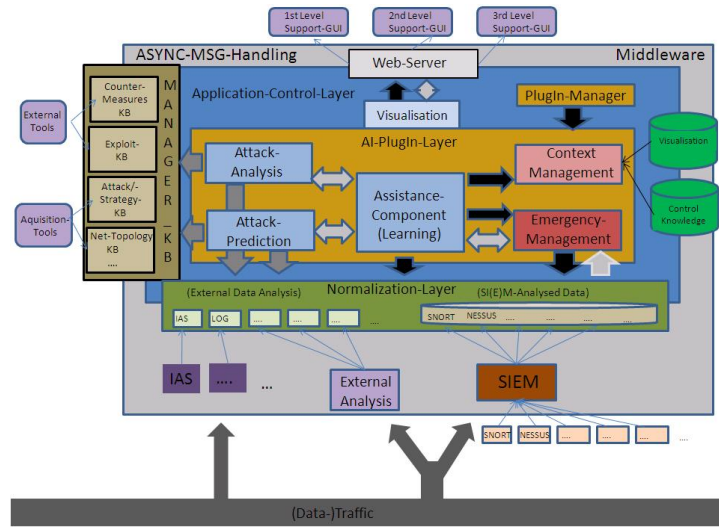 1st Level
Support-GUI
2nd Level
Support-GUI
3rd Level
Support-GUI
ASYNC-MSG-Handling
Middleware
Web-Server
Application-Control-Layer
Visualisation
PlugIn-Manager
External
Tools
Aquisition-
Tools
Counter-
Measures
KB
Exploit-
KB
Attack/-
Strategy-
KB
Net-Topology
KB
....
M
A
N
A
G
E
R
_
K
B
AI-PlugIn-Layer
Attack-
Analysis
Attack-
Prediction
Assistance-
Component
(Learning)
Context
Management
Emergency-
Management
Visualisation
Control
Knowledge
Normalization-Layer
(External Data Analysis)
(SI(E)M-Analysed Data)
IAS
LOG
....
....
....
....
SNORT
NESSUS
....
....
....
....
IAS
....
...
External
Analysis
SIEM
SNORT
NESSUS
....
....
....
....
(Data-)Traffic